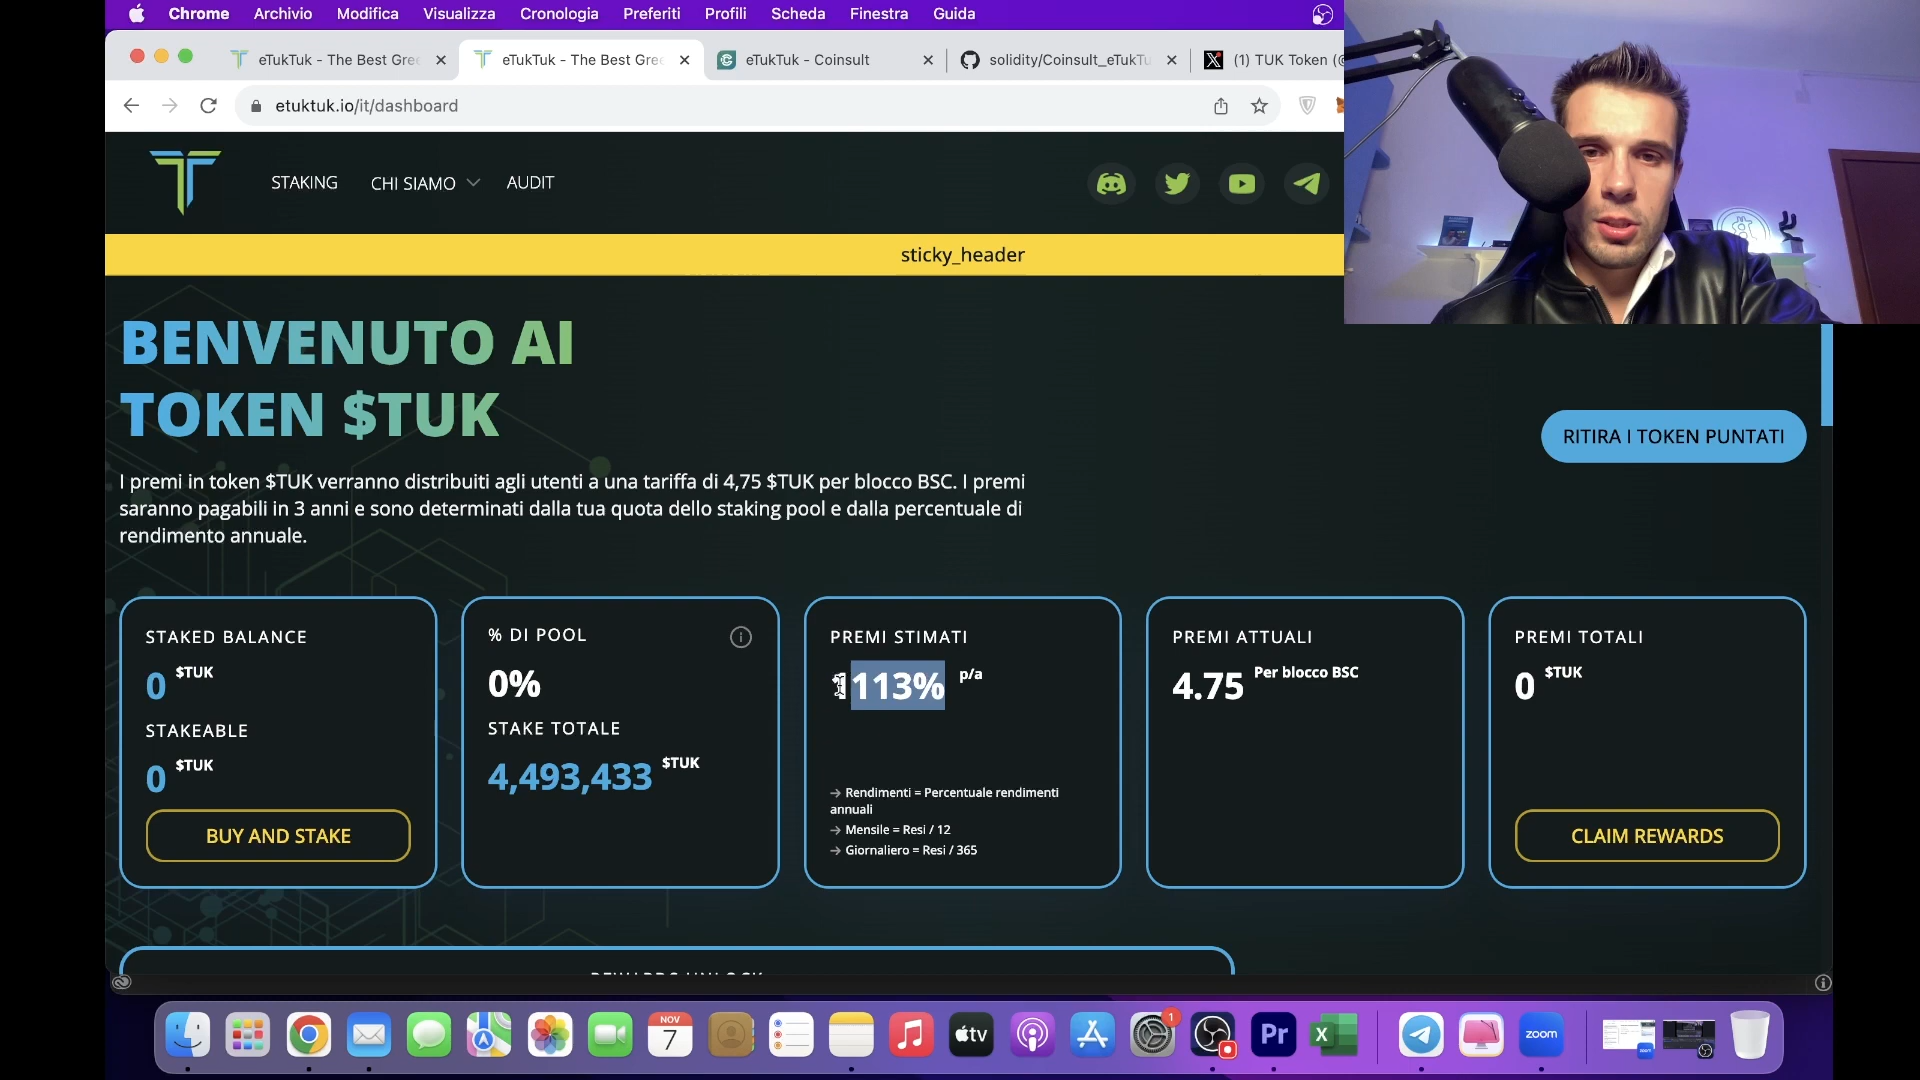 Chrome Archivio Modifica Visualizza Cronologia Preferiti Profili Scheda Finestra Guida
eTukTuk - The Best Gre
eTukTuk - The Best Gree
eTukTuk - Coinsult
solidity/Coinsult_eTukTu
(1) TUK Token (@
etuktuk.io/it/dashboard
STAKING CHI SIAMO AUDIT
sticky_header
BENVENUTO AI
TOKEN $TUK
RITIRA I TOKEN PUNTATI
I premi in token $TUK verranno distribuiti agli utenti a una tariffa di 4,75 $TUK per blocco BSC. I premi
saranno pagabili in 3 anni e sono determinati dalla tua quota dello staking pool e dalla percentuale di
rendimento annuale.
STAKED BALANCE
0 $TUK
STAKEABLE
0 $TUK
BUY AND STAKE
% DI POOL
0%
STAKE TOTALE
4,493,433 $TUK
PREMI STIMATI
1113% p/a
→ Rendimenti = Percentuale rendimenti
annuali
→ Mensile = Resi / 12
→ Giornaliero = Resi / 365
PREMI ATTUALI
4.75 Per blocco BSC
PREMI TOTALI
0 $TUK
CLAIM REWARDS
NOV
7
tv
1
Pr
X
zoom